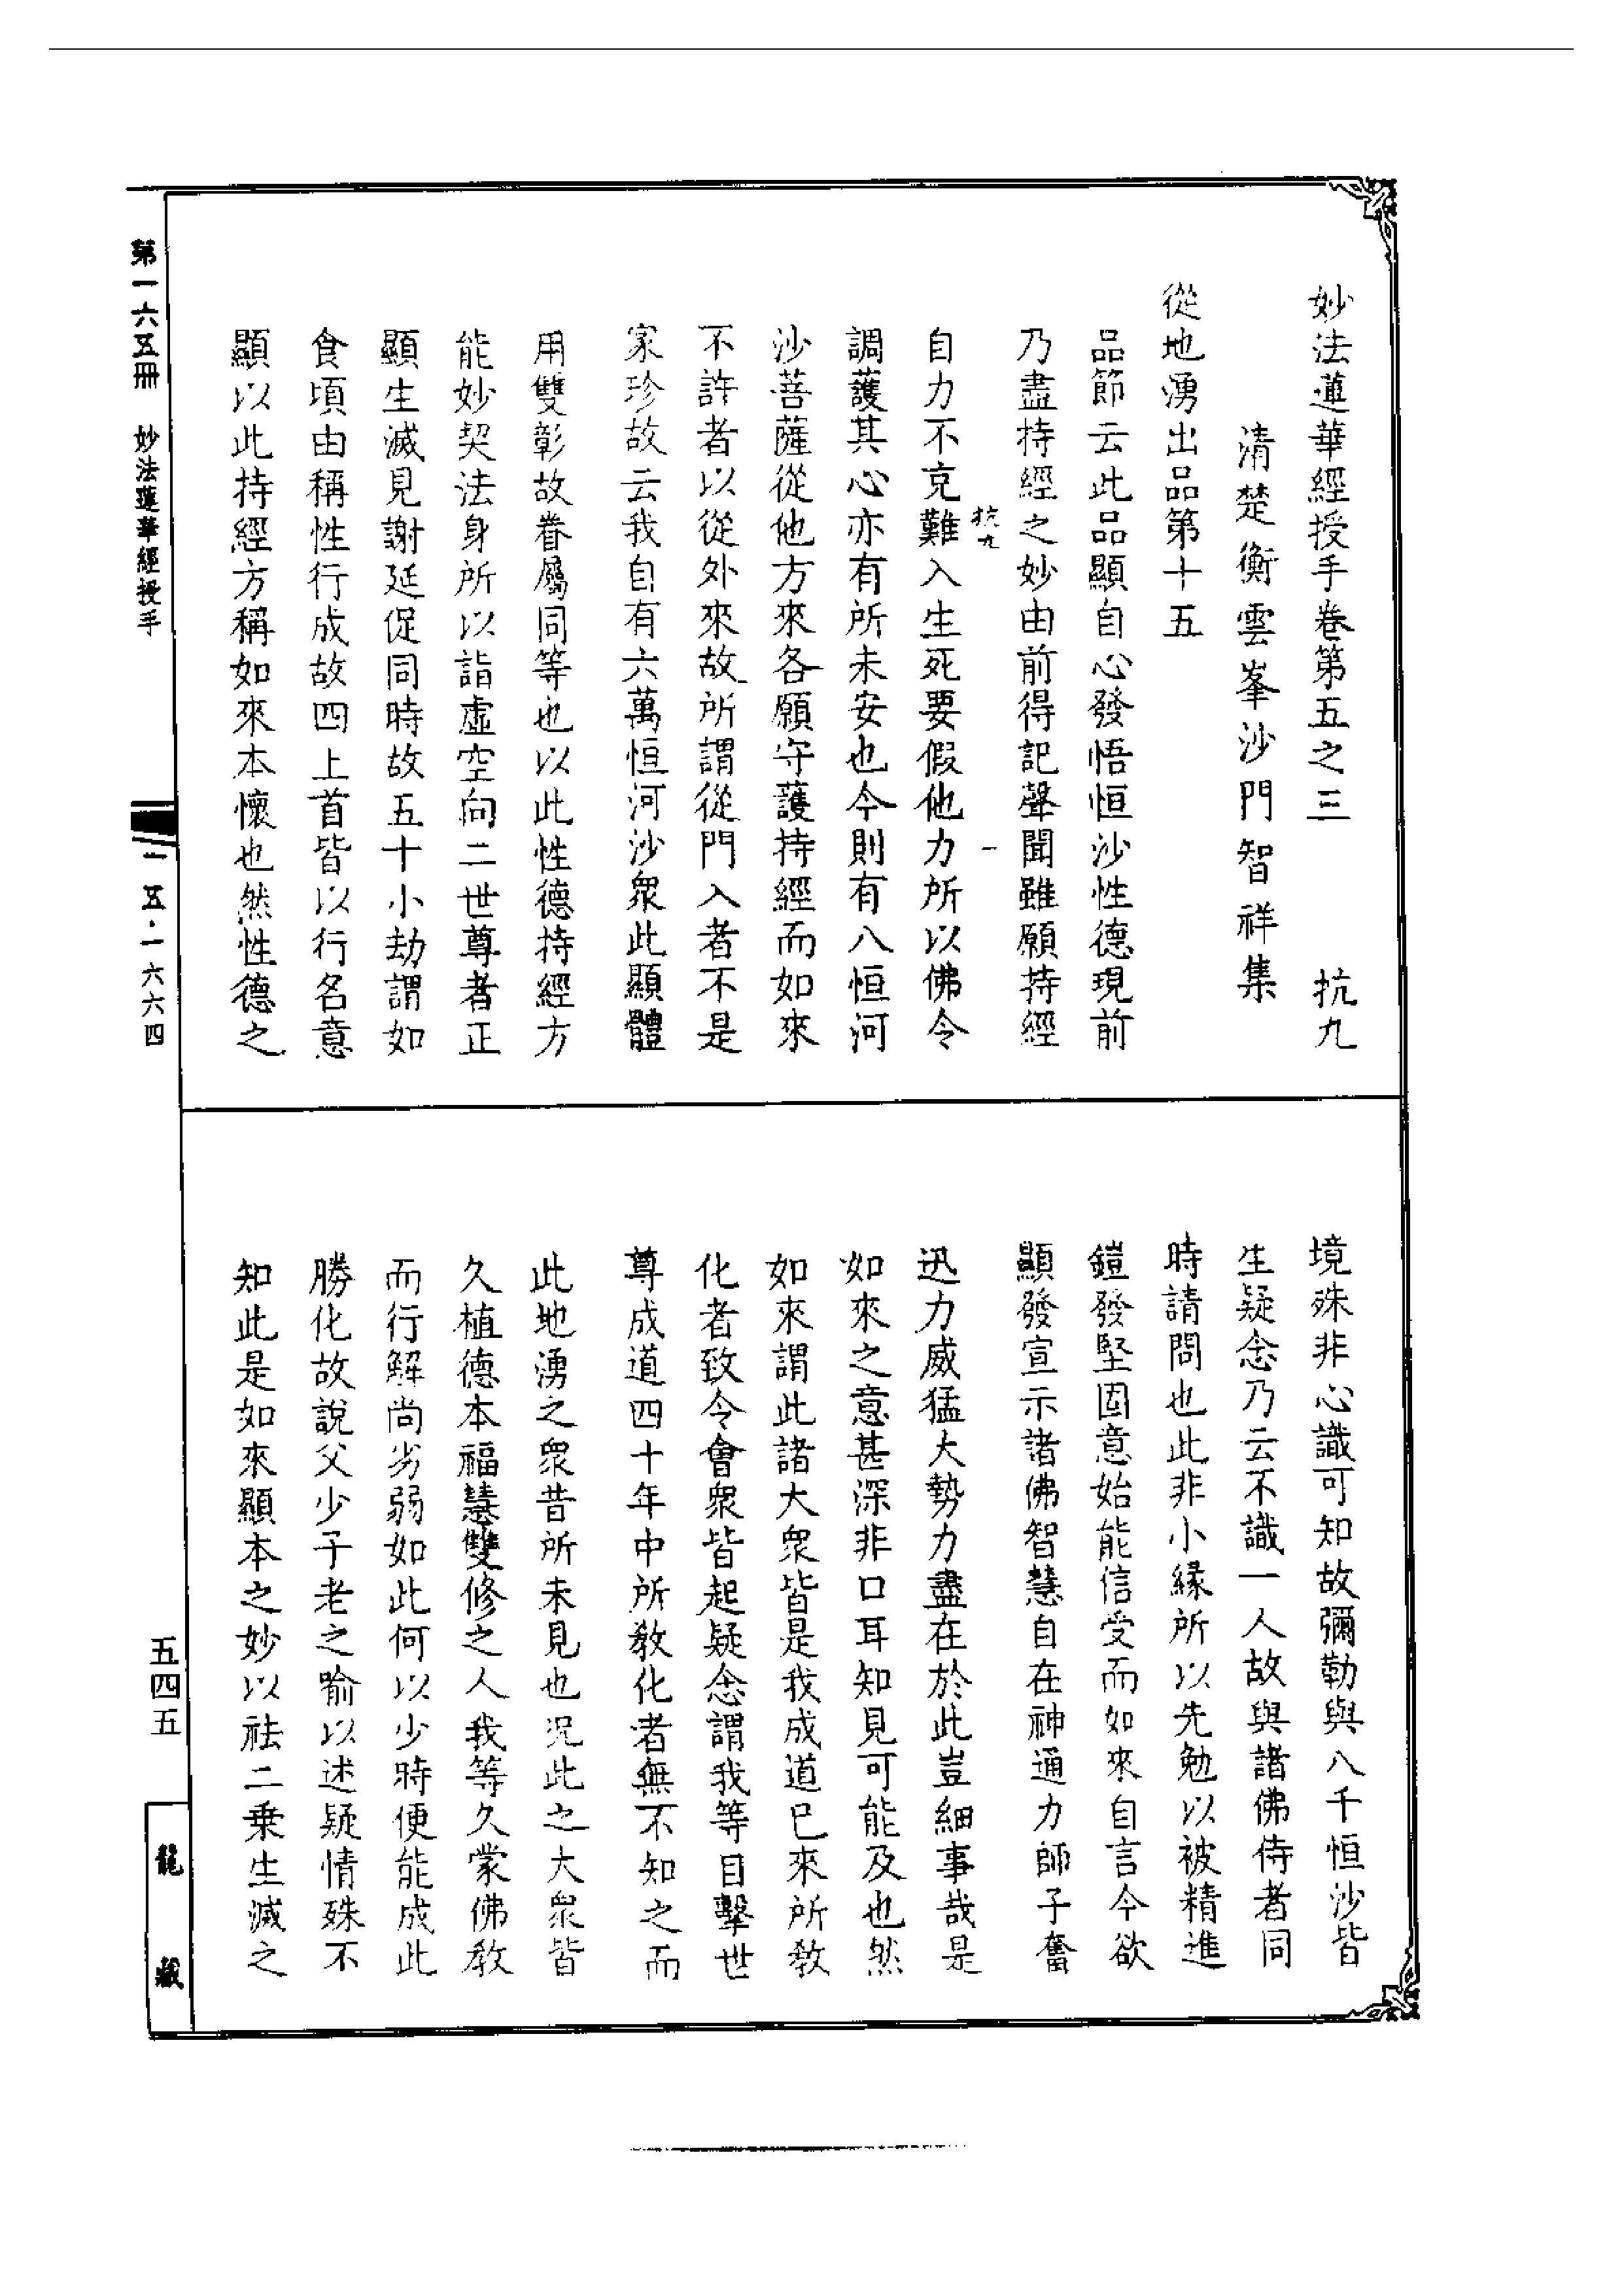 妙法蓮華經授手卷第五之三　抗九
清楚衡雲峯沙門智祥集
從地湧出品第十五
品節云此品顯自心發悟恒沙性德現前
乃盡持經之妙由前得記聲聞雖願持經
抗九
一
自力不克難入生死要假他力所以佛令
調護其心亦有所未安也今則有八恒河
沙菩薩從他方來各願守護持經而如來
不許者以從外來故所謂從門入者不是
家珍故云我自有六萬恒河沙眾此顯體
用雙彰故眷屬同等也以此性德持經方
能妙契法身所以詣虛空向二世尊者正
顯生滅見謝延促同時故五十小劫謂如
食頃由稱性行成故四上首皆以行名意
顯以此持經方稱如來本懷也然性德之
境殊非心識可知故彌勒與八千恒沙皆
生疑念乃云不識一人故與諸佛侍者同
時請問也此非小緣所以先勉以被精進
鎧發堅固意始能信受而如來自言今欲
顯發宣示諸佛智慧自在神通力師子奮
迅力威猛大勢力盡在於此豈細事哉是
如來之意甚深非口耳知見可能及也然
如來謂此諸大眾皆是我成道已來所教
化者致令會眾皆起疑念謂我等目擊世
尊成道四十年中所教化者無不知之而
此地湧之眾昔所未見也況此之大眾皆
久植德本福慧雙修之人我等久蒙佛教
而行解尚劣弱如此何以少時便能成此
勝化故說父少子老之喻以述疑情殊不
知此是如來顯本之妙以祛二乘生滅之
第一六五冊　妙法蓮華經授手
一五·一六六四
五四五
龍藏